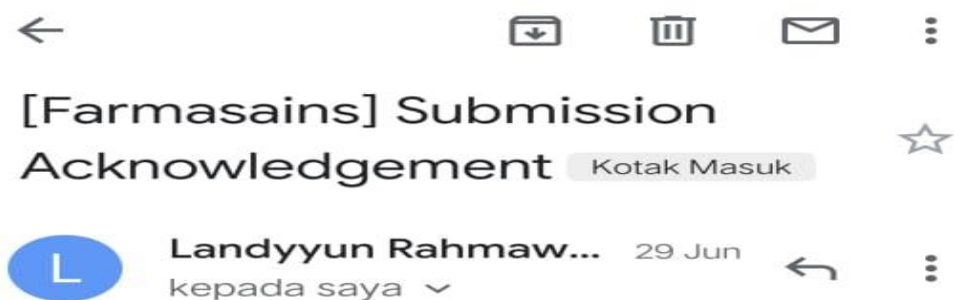 [Farmasains] Submission
Acknowledgement Kotak Masuk
L
Landyyun Rahmaw... 29 Jun
kepada saya